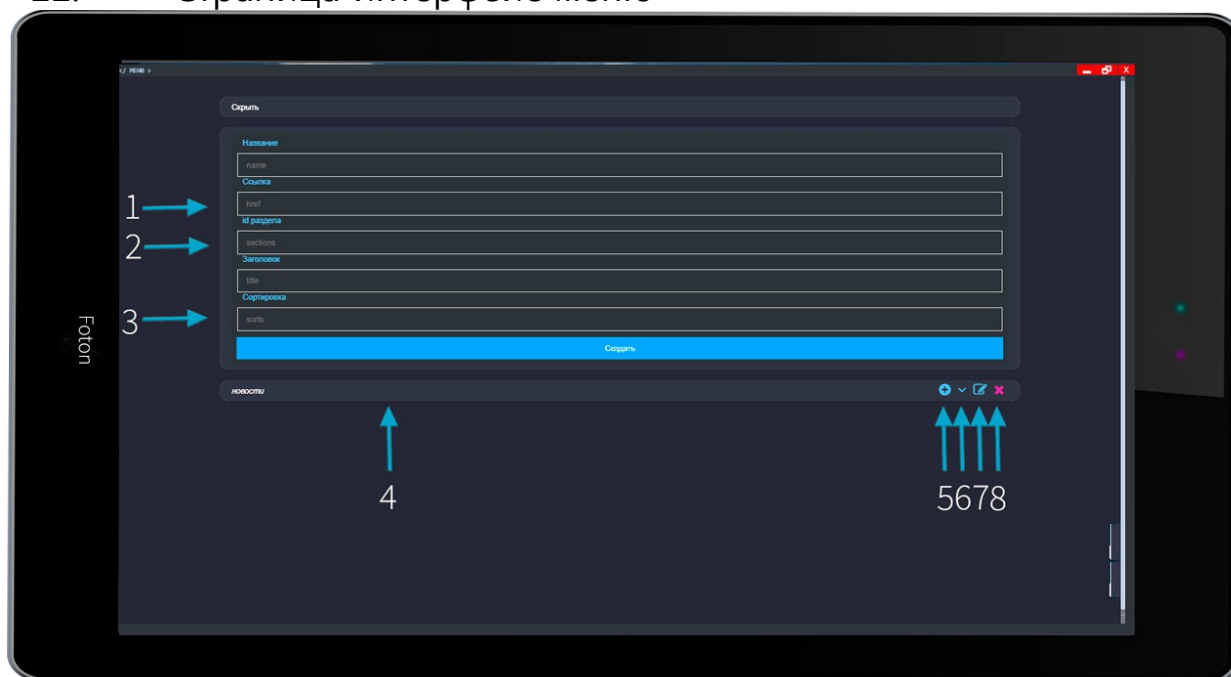 Страница интерфейс меню
</ МЕНЮ >
X
Скрыть
Название
name
Ссылка
1
href
id раздела
2
sections
Заголовок
title
Сортировка
3
sorts
Foton
Создать
новости
4
5678